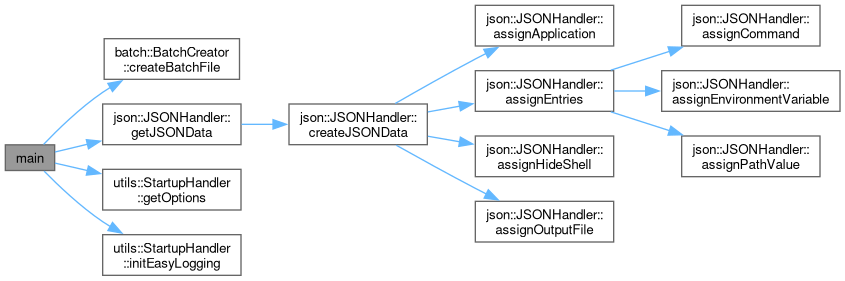 main
batch::BatchCreator
::createBatchFile
json::JSONHandler::
getJSONData
utils::StartupHandler
::getOptions
utils::StartupHandler
::initEasyLogging
json::JSONHandler::
createJSONData
json::JSONHandler::
assignApplication
json::JSONHandler::
assignEntries
json::JSONHandler::
assignHideShell
json::JSONHandler::
assignOutputFile
json::JSONHandler::
assignCommand
json::JSONHandler::
assignEnvironmentVariable
json::JSONHandler::
assignPathValue